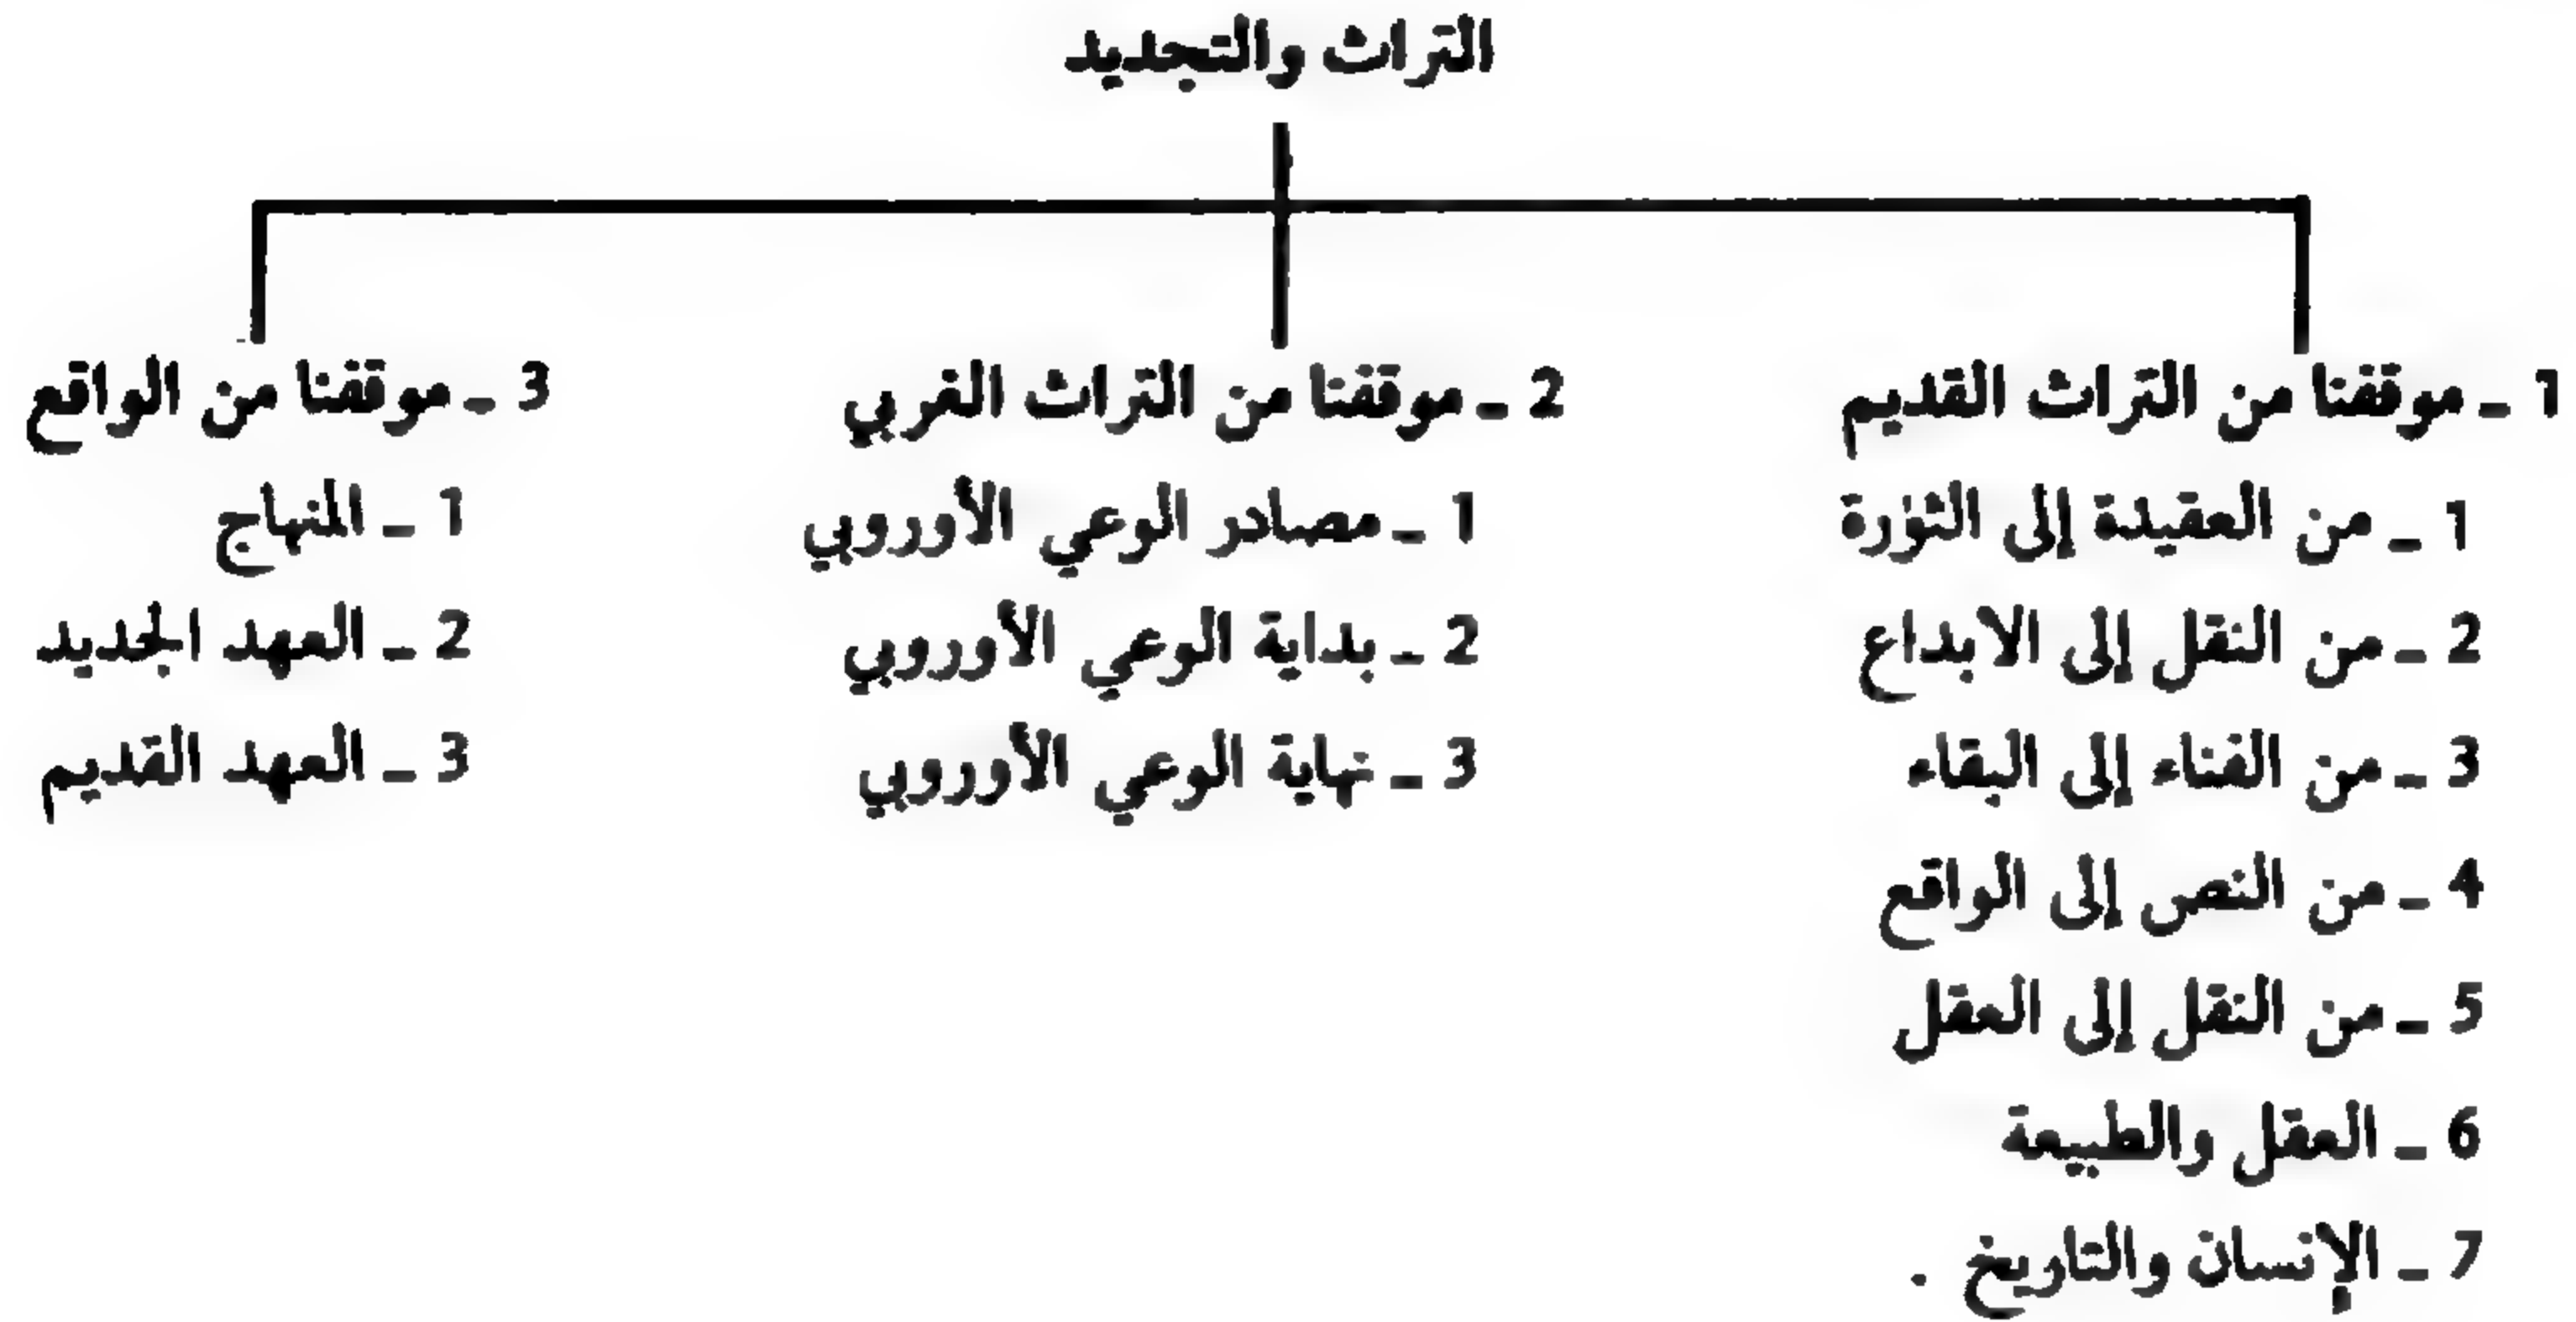 التراث والتجديد
1 ـ موقفنا من التراث القديم
1 ـ من العقيدة إلى الثورة
2 ـ من النقل إلى الابداع
3 ـ من الفناء إلى البقاء
4 ـ من النص إلى الواقع
5 ـ من النقل إلى العقل
6 ـ العقل والطبيعة
7 ـ الإنسان والتاريخ .
2 ـ موقفنا من التراث الغربي
1 ـ مصادر الوعي الأوروبي
2 ـ بداية الوعي الأوروبي
3 ـ نهاية الوعي الأوروبي
3 ـ موقفنا من الواقع
1 ـ المنهاج
2 ـ العهد الجديد
3 ـ العهد القديم